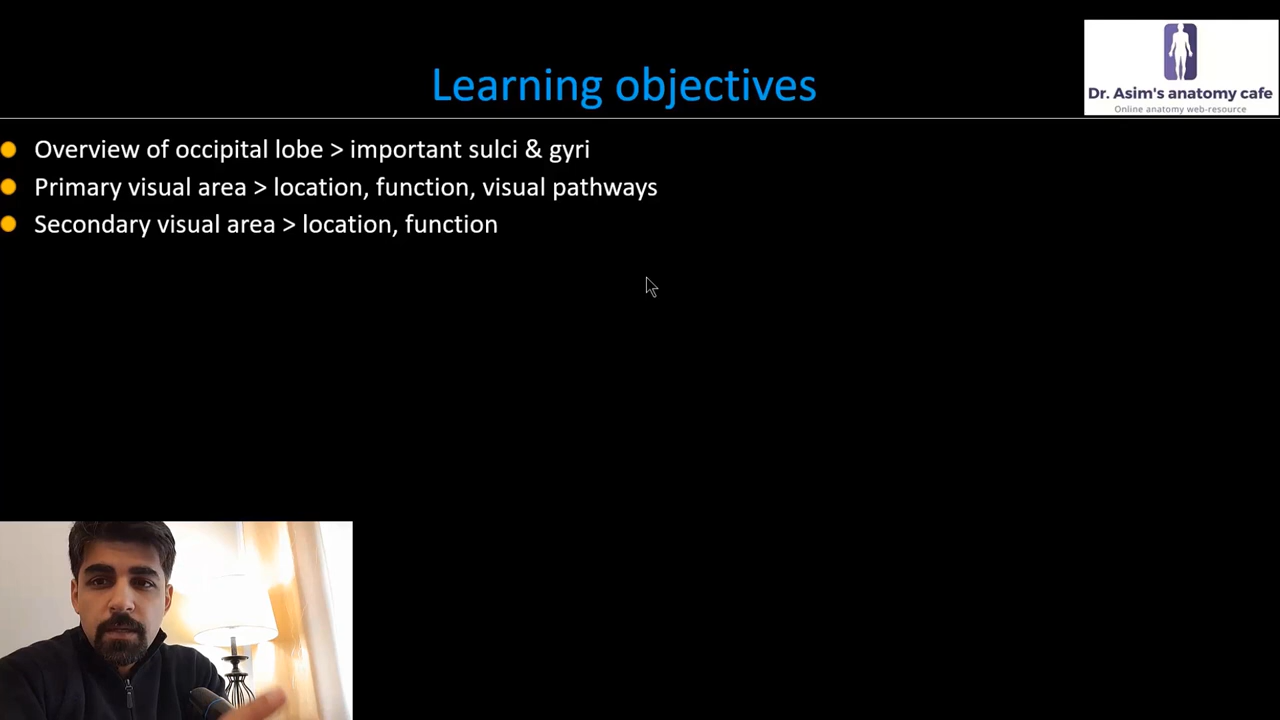 Learning objectives
Dr. Asim's anatomy cafe
Online anatomy web-resource
Overview of occipital lobe > important sulci & gyri
Primary visual area > location, function, visual pathways
Secondary visual area > location, function